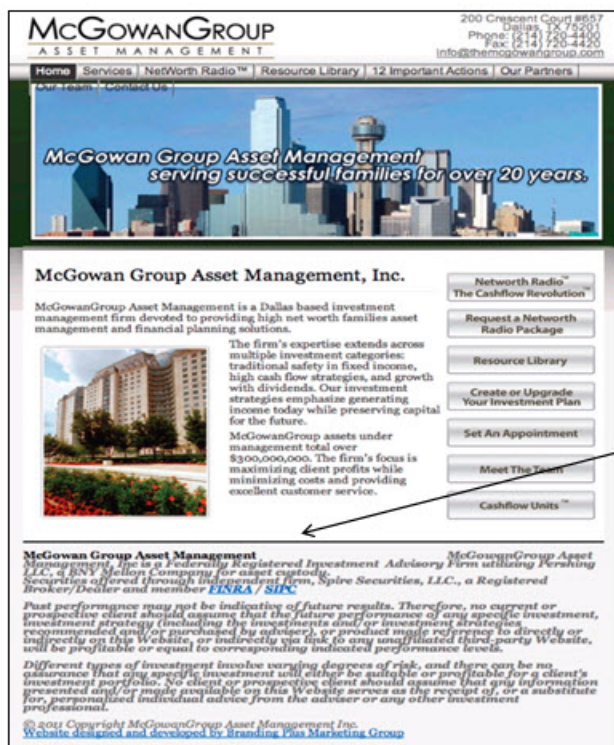 McGowanGroup
ASSET MANAGEMENT
200 Crescent Court #657
Dallas, TX 75201
Phone: (214) 720-4400
Fax: (214) 720-4420
info@themcgowangroup.com
Home | Services | NetWorth Radio™ | Resource Library | 12 Important Actions | Our Partners |
Our Team | Contact Us |
McGowan Group Asset Management
serving successful families for over 20 years.
McGowan Group Asset Management, Inc.
McGowanGroup Asset Management is a Dallas based investment
management firm devoted to providing high net worth families asset
management and financial planning solutions.
The firm's expertise extends across
multiple investment categories:
traditional safety in fixed income,
high cash flow strategies, and growth
with dividends. Our investment
strategies emphasize generating
income today while preserving capital
for the future.
McGowanGroup assets under
management total over
$300,000,000. The firm's focus is
maximizing client profits while
minimizing costs and providing
excellent customer service.
Networth Radio™
The Cashflow Revolution™
Request a Networth
Radio Package
Resource Library
Create or Upgrade
Your Investment Plan
Set An Appointment
Meet The Team
Cashflow Units™
McGowan Group Asset Management McGowanGroup Asset
Management, Inc is a Federally Registered Investment Advisory Firm utilizing Pershing
LLC, a BNY Mellon Company for asset custody.
Securities offered through independent firm, Spire Securities, LLC., a Registered
Broker/Dealer and member FINRA / SIPC
Past performance may not be indicative of future results. Therefore, no current or
prospective client should assume that the future performance of any specific investment,
investment strategy (including the investments and/or investment strategies
recommended and/or purchased by adviser), or product made reference to directly or
indirectly on this Website, or indirectly via link to any unaffiliated third-party Website,
will be profitable or equal to corresponding indicated performance levels.
Different types of investment involve varying degrees of risk, and there can be no
assurance that any specific investment will either be suitable or profitable for a client's
investment portfolio. No client or prospective client should assume that any information
presented and/or made available on this Website serves as the receipt of, or a substitute
for, personalized individual advice from the adviser or any other investment
professional.
© 2011 Copyright McGowanGroup Asset Management Inc.
Website designed and developed by Branding Plus Marketing Group